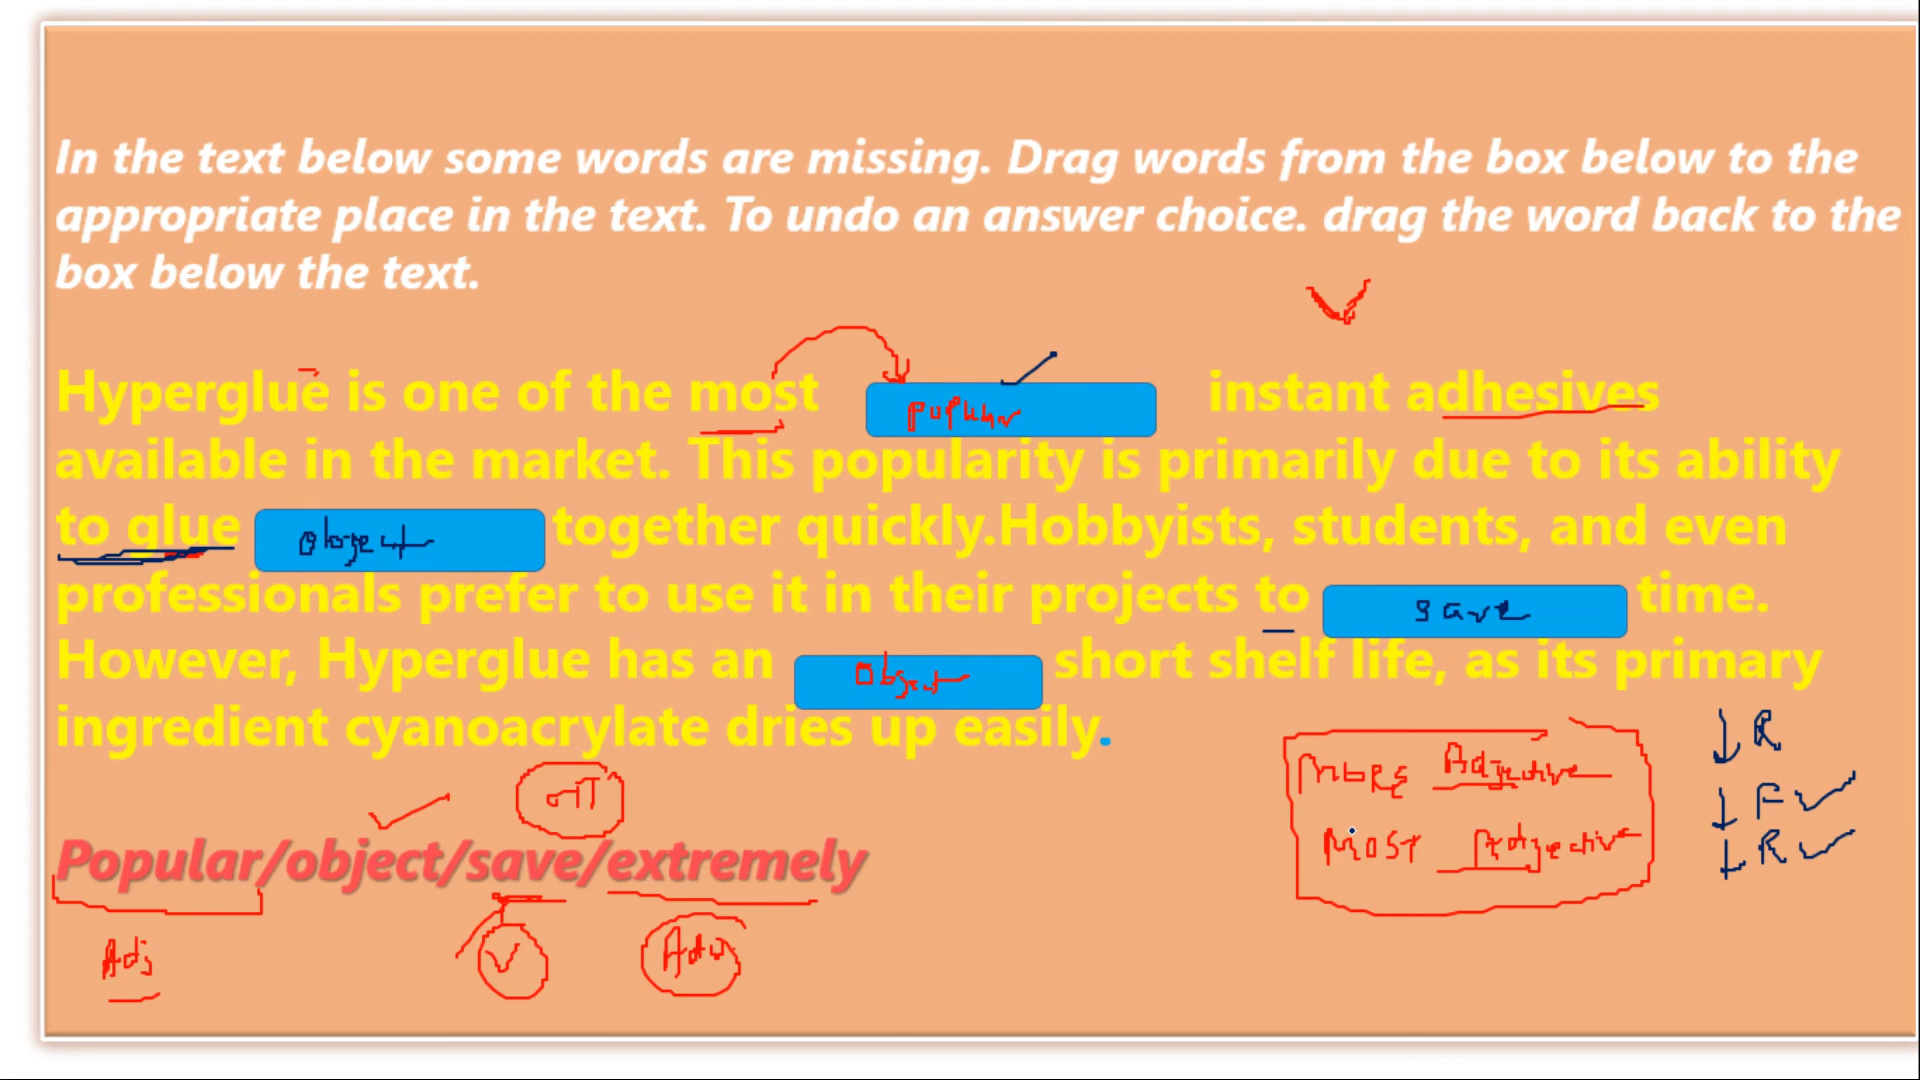 In the text below some words are missing. Drag words from the box below to the
appropriate place in the text. To undo an answer choice. drag the word back to the
box below the text.
Hyperglue is one of the most popular instant adhesives
available in the market. This popularity is primarily due to its ability
to glue object together quickly.Hobbyists, students, and even
professionals prefer to use it in their projects to save time.
However, Hyperglue has an object short shelf life, as its primary
ingredient cyanoacrylate dries up easily.
R
More Adjective
F
Most Adjective
R
Popular/object/save/extremely
Adj
V
Adv